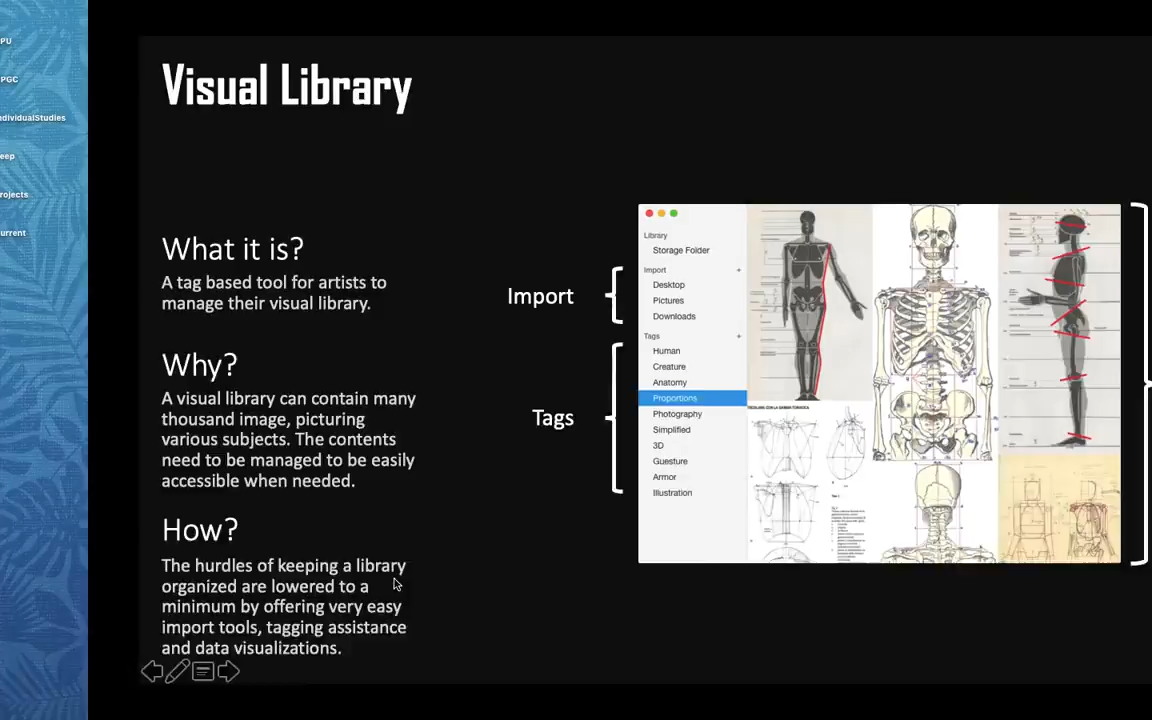 PU
PGC
ndividualStudies
eep
rojects
urrent
Visual Library
What it is?
A tag based tool for artists to
manage their visual library.
Why?
A visual library can contain many
thousand image, picturing
various subjects. The contents
need to be managed to be easily
accessible when needed.
How?
The hurdles of keeping a library
organized are lowered to a
minimum by offering very easy
import tools, tagging assistance
and data visualizations.
Import
Tags
Library
Storage Folder
Import +
Desktop
Pictures
Downloads
Tags +
Human
Creature
Anatomy
Proportions
Photography
Simplified
3D
Guesture
Armor
Illustration